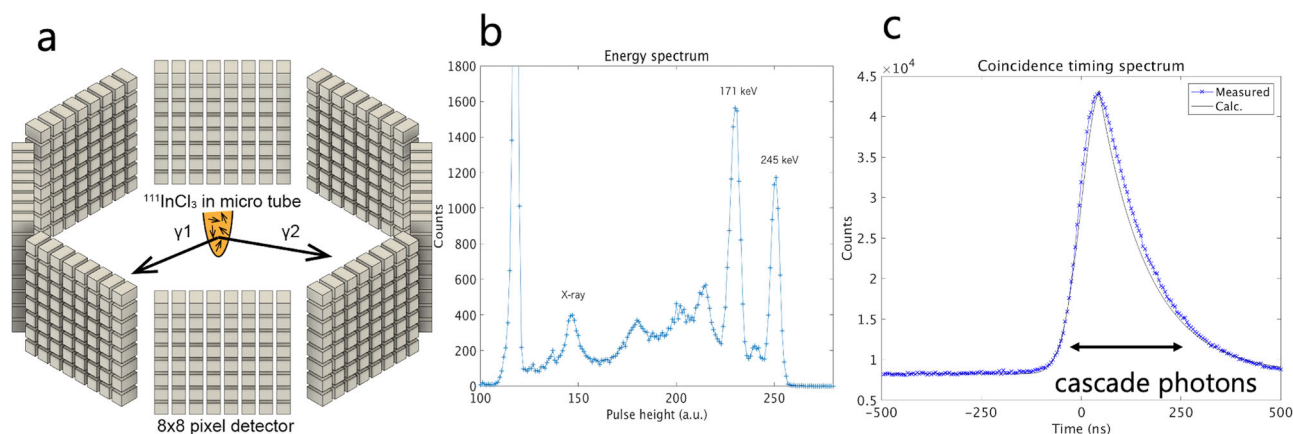 a
¹¹¹InCl₃ in micro tube
γ1
γ2
8x8 pixel detector
b
Energy spectrum
1800
1600
1400
1200
1000
800
600
400
200
0
Counts
X-ray
171 keV
245 keV
100
150
200
250
Pulse height (a.u.)
c
×10⁴
Coincidence timing spectrum
4.5
4
3.5
3
2.5
2
1.5
1
0.5
Counts
Measured
Calc.
cascade photons
-500
-250
0
250
500
Time (ns)